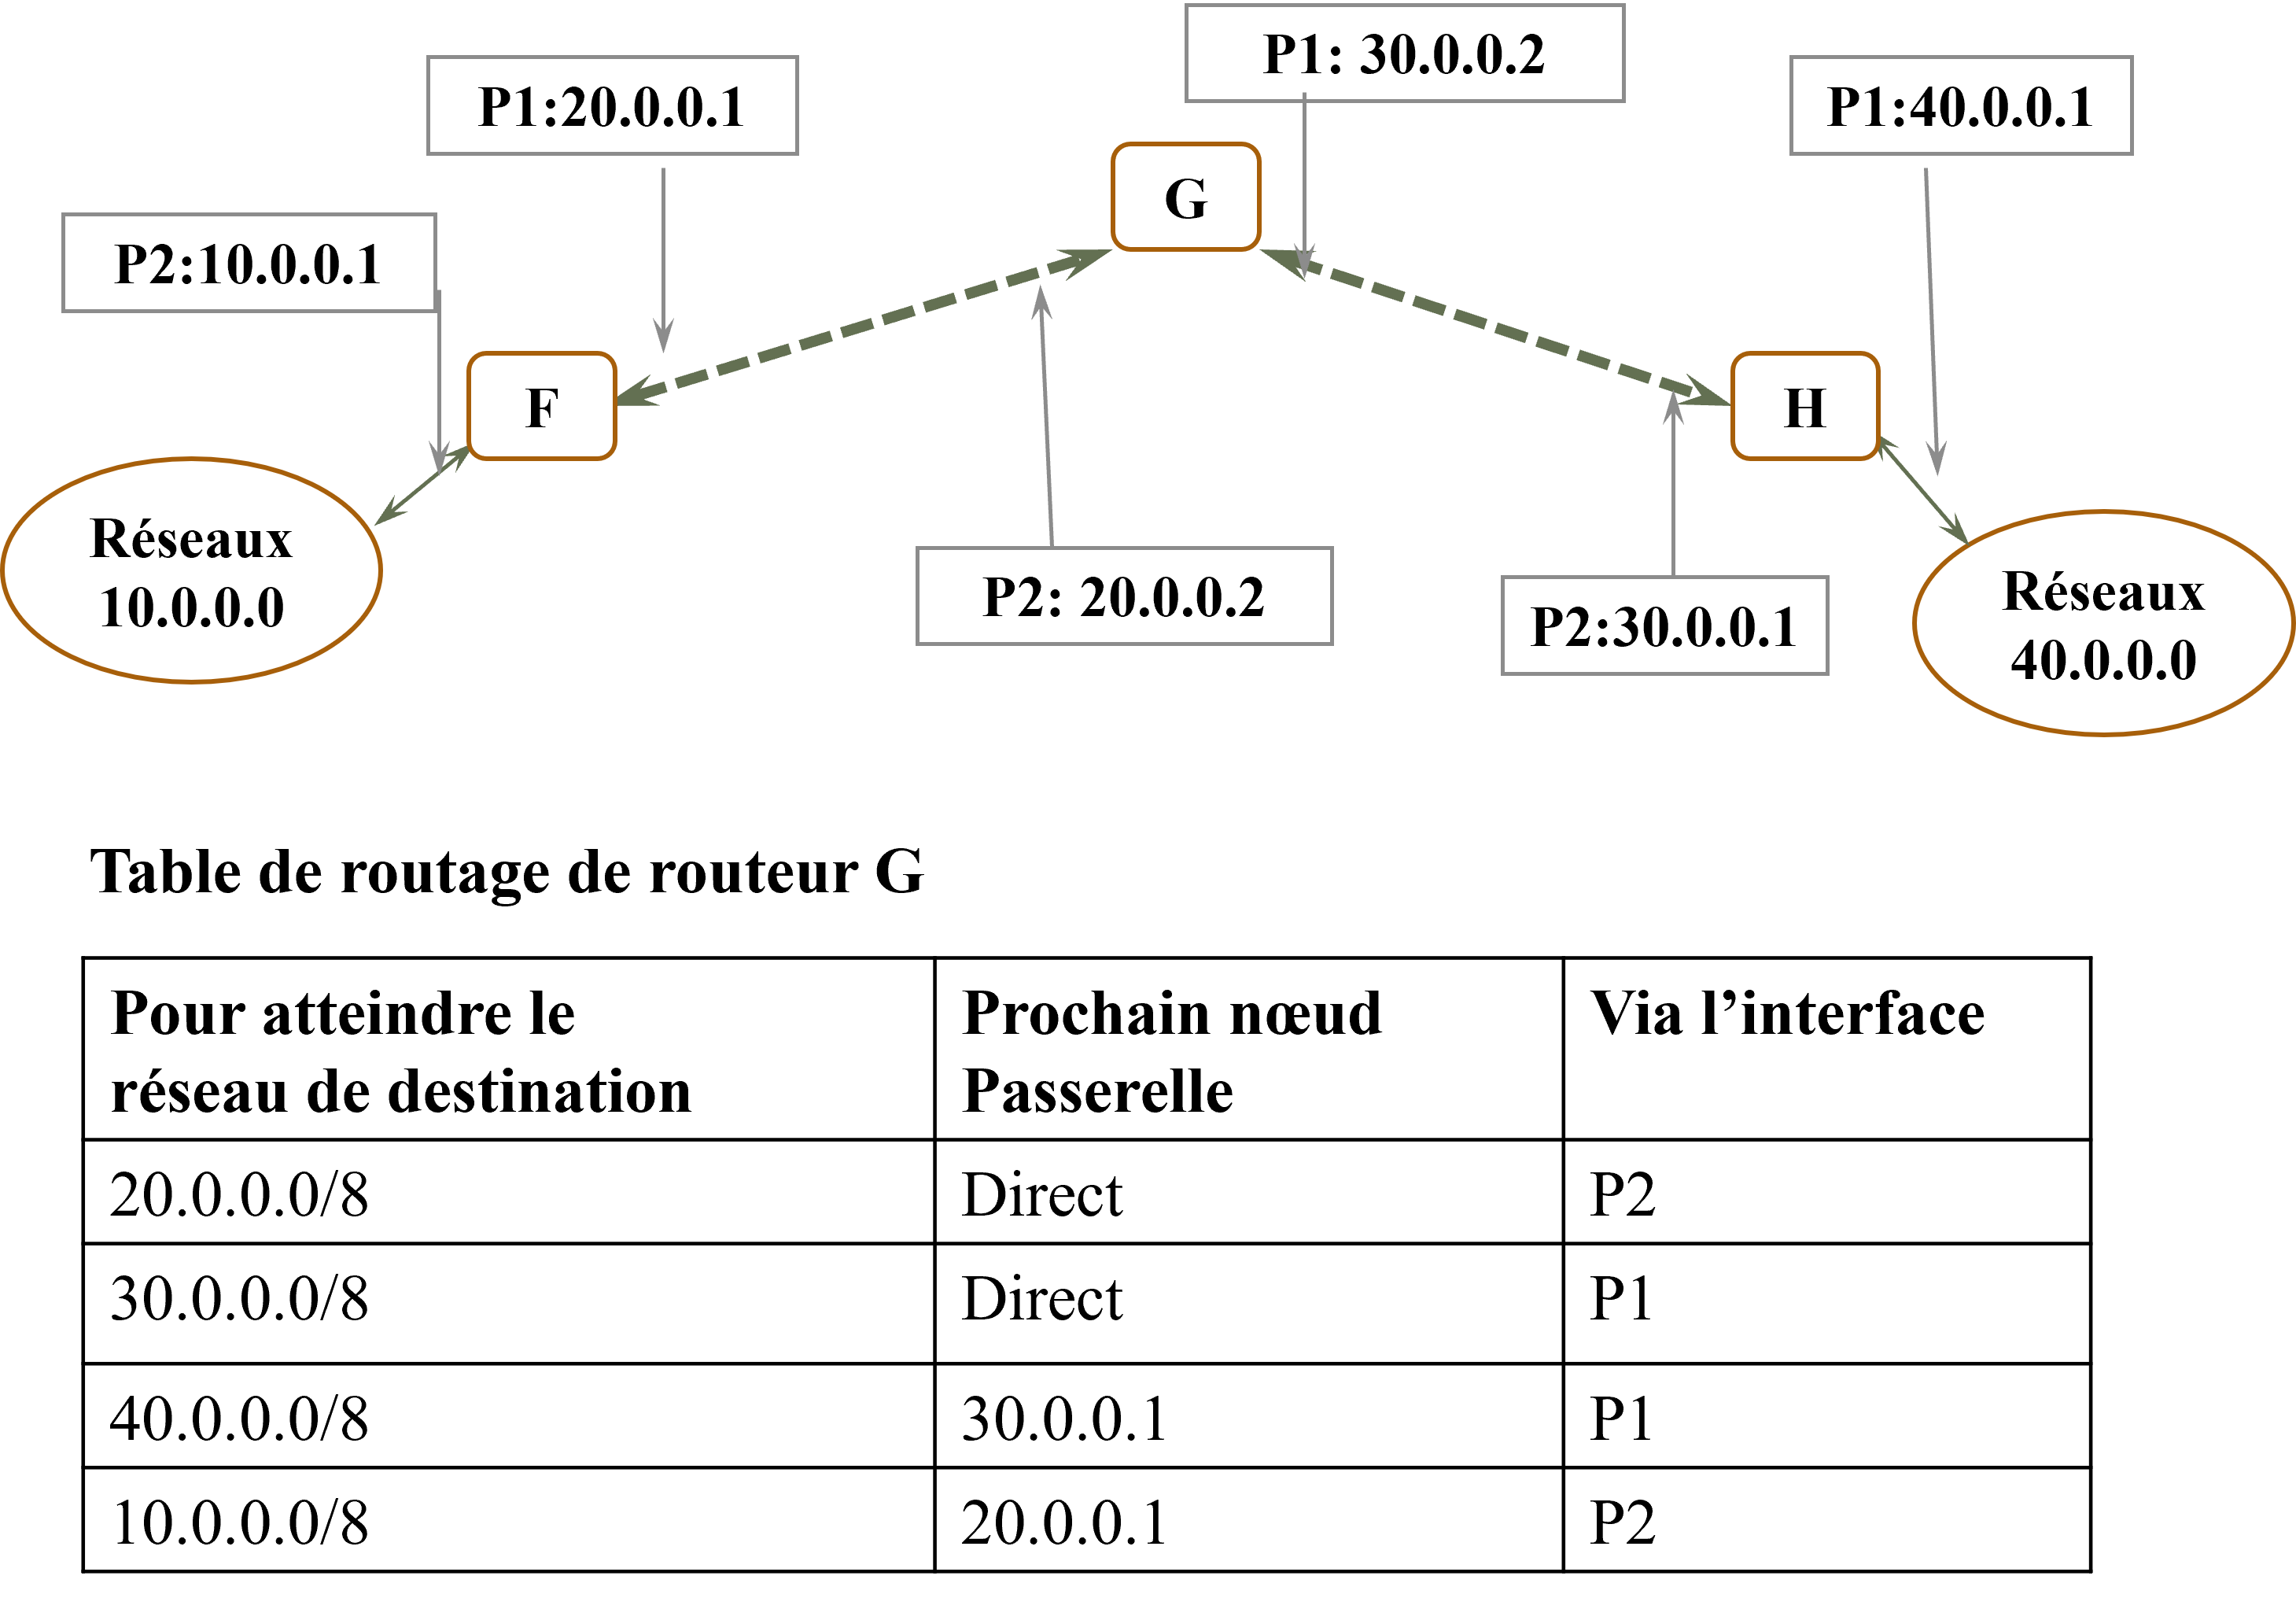 P1: 30.0.0.2
P1:20.0.0.1
P1:40.0.0.1
G
P2:10.0.0.1
F
H
Réseaux
10.0.0.0
P2: 20.0.0.2
P2:30.0.0.1
Réseaux
40.0.0.0
Table de routage de routeur G
Pour atteindre le
réseau de destination
Prochain nœud
Passerelle
Via l’interface
20.0.0.0/8
Direct
P2
30.0.0.0/8
Direct
P1
40.0.0.0/8
30.0.0.1
P1
10.0.0.0/8
20.0.0.1
P2